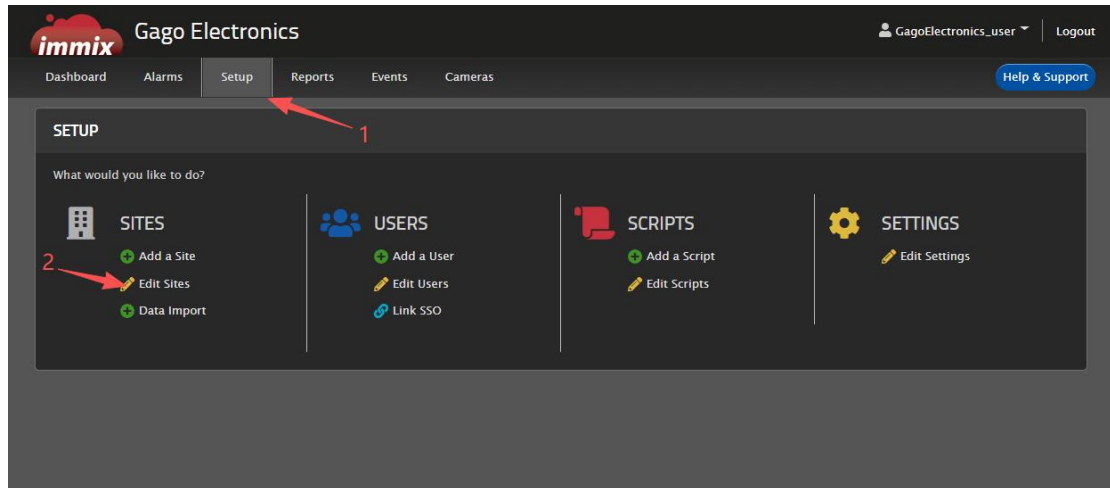 immix
Gago Electronics
GagoElectronics_user
Logout
Dashboard Alarms Setup Reports Events Cameras
Help & Support
1
SETUP
What would you like to do?
SITES
Add a Site
2
Edit Sites
Data Import
USERS
Add a User
Edit Users
Link SSO
SCRIPTS
Add a Script
Edit Scripts
SETTINGS
Edit Settings